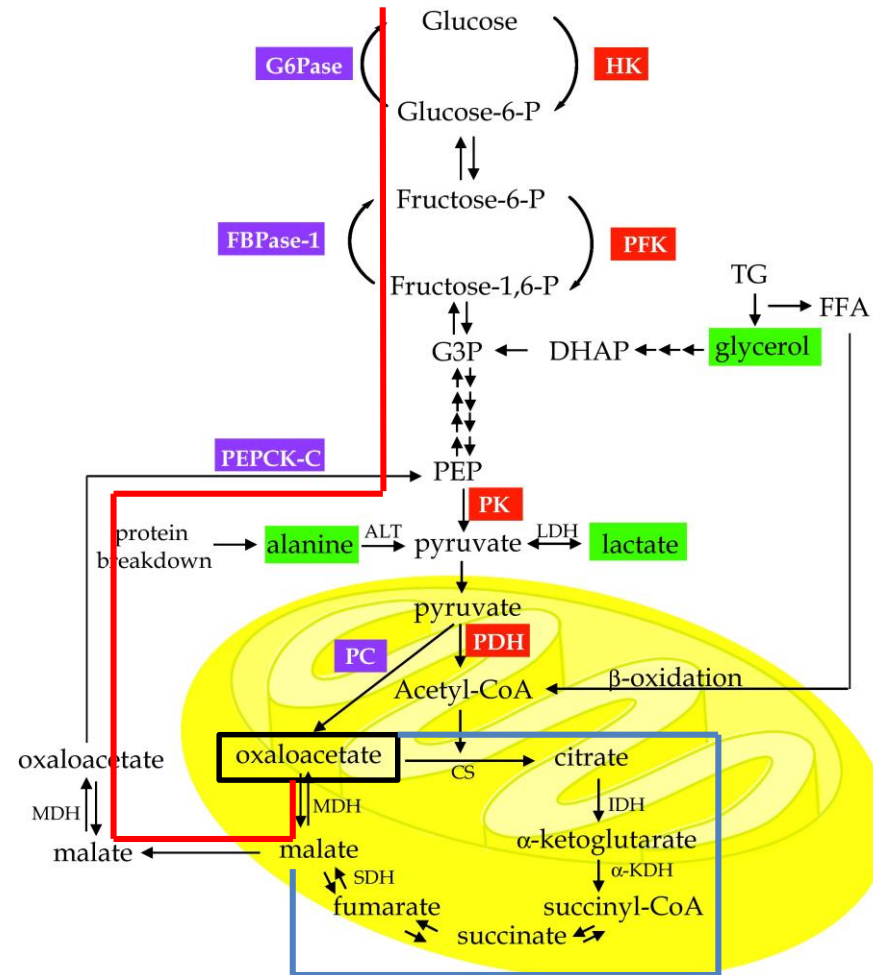 Glucose
G6Pase
HK
Glucose-6-P
Fructose-6-P
FBPase-1
PFK
Fructose-1,6-P
TG
FFA
G3P
DHAP
glycerol
PEPCK-C
PEP
PK
protein
breakdown
alanine
ALT
pyruvate
LDH
lactate
pyruvate
PC
PDH
Acetyl-CoA
β-oxidation
oxaloacetate
oxaloacetate
CS
citrate
MDH
MDH
IDH
malate
malate
α-ketoglutarate
SDH
α-KDH
fumarate
succinyl-CoA
succinate